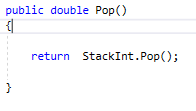 public double Pop()
{
return StackInt.Pop();
}